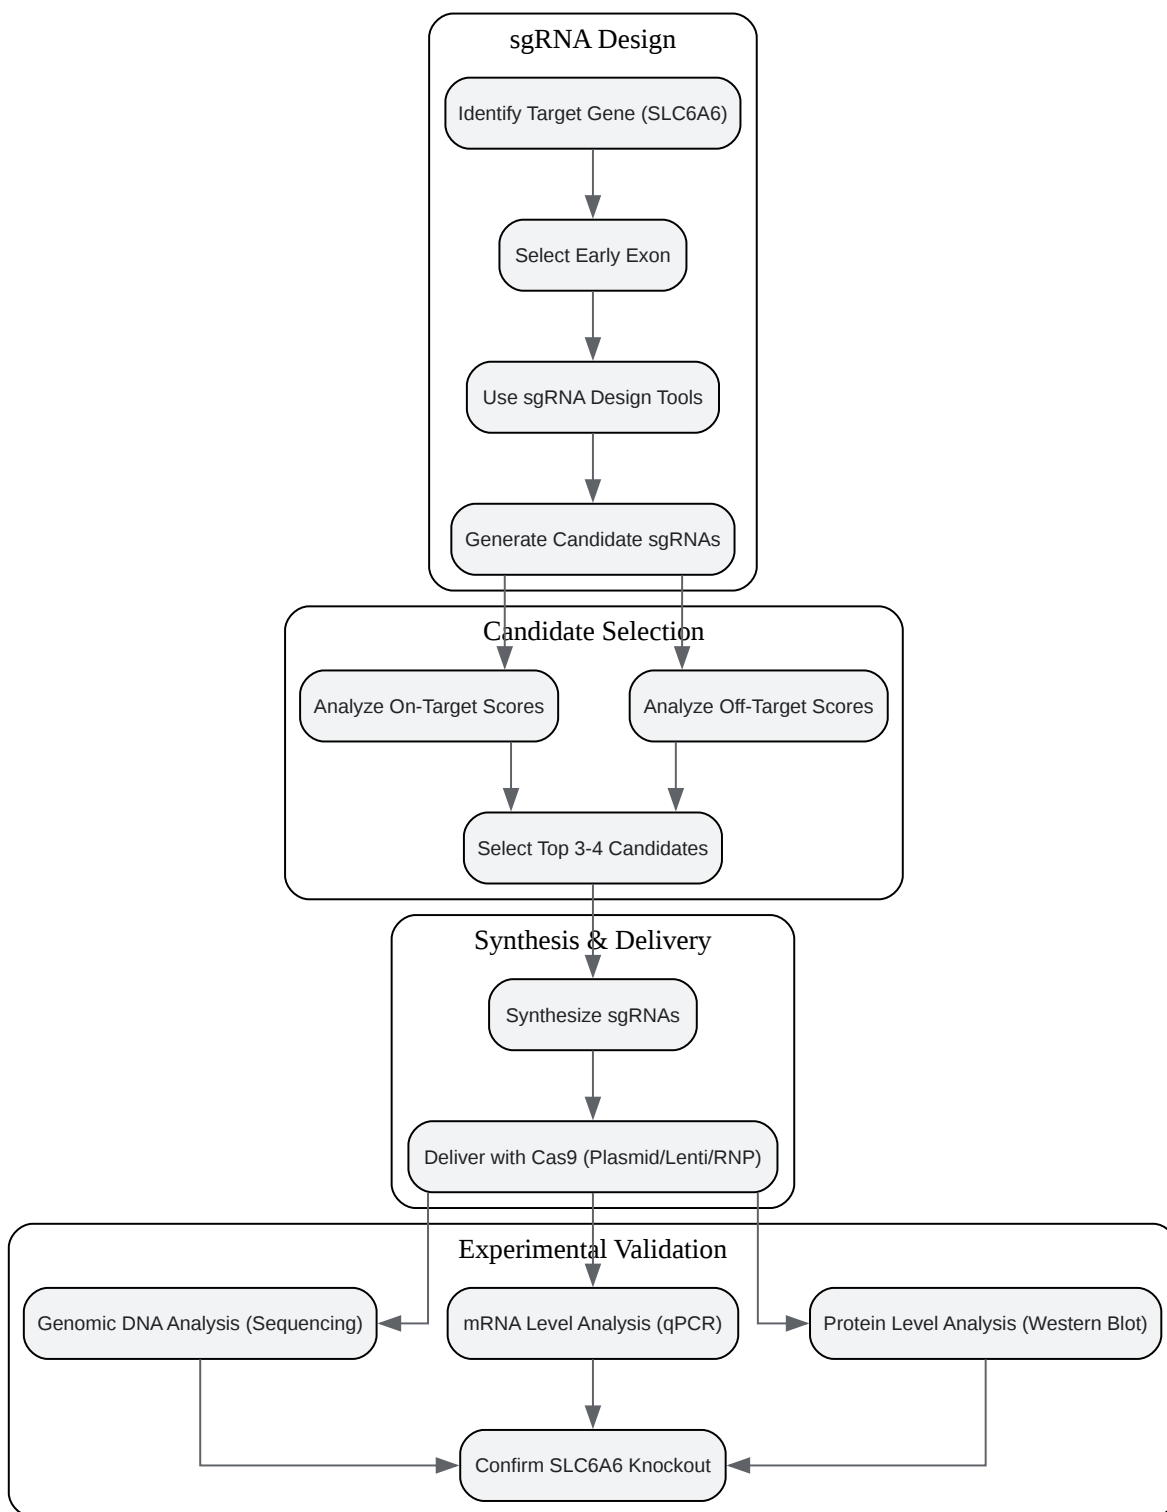 sgRNA Design
Identify Target Gene (SLC6A6)
Select Early Exon
Use sgRNA Design Tools
Generate Candidate sgRNAs
Candidate Selection
Analyze On-Target Scores
Analyze Off-Target Scores
Select Top 3-4 Candidates
Synthesis & Delivery
Synthesize sgRNAs
Deliver with Cas9 (Plasmid/Lenti/RNP)
Experimental Validation
Genomic DNA Analysis (Sequencing)
mRNA Level Analysis (qPCR)
Protein Level Analysis (Western Blot)
Confirm SLC6A6 Knockout